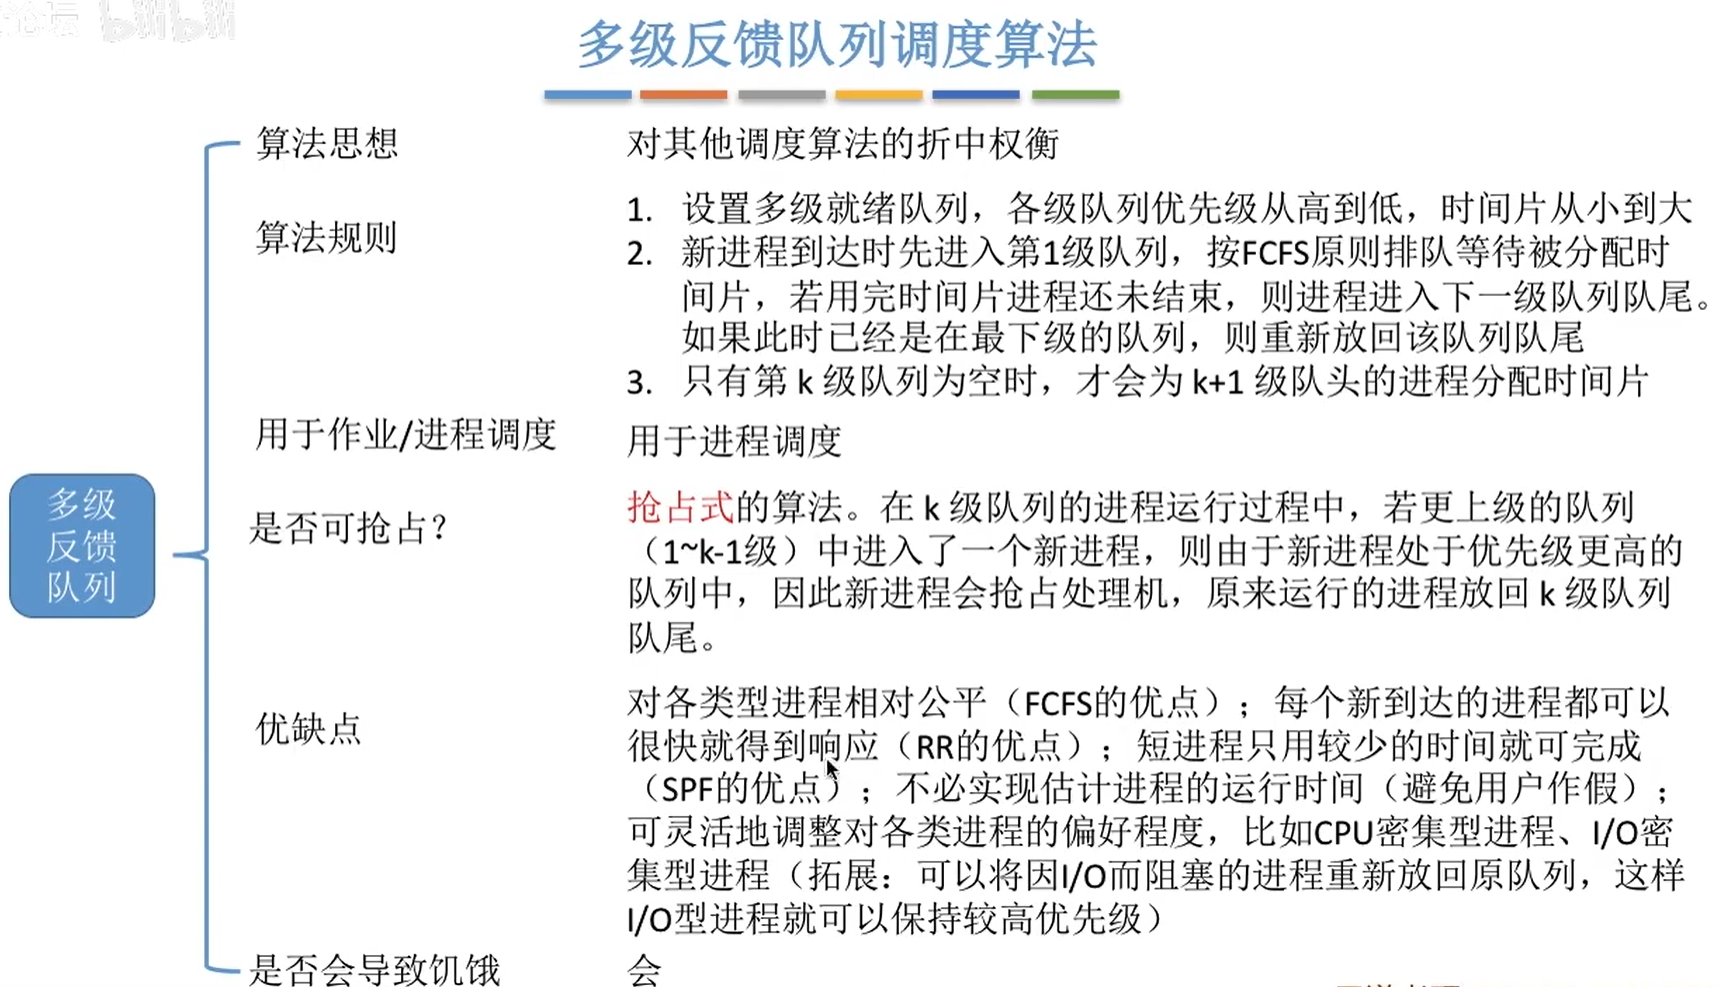 论坛 bilibili
多级反馈队列调度算法
算法思想
对其他调度算法的折中权衡
算法规则
1. 设置多级就绪队列，各级队列优先级从高到低，时间片从小到大
2. 新进程到达时先进入第1级队列，按FCFS原则排队等待被分配时
间片，若用完时间片进程还未结束，则进程进入下一级队列队尾。
如果此时已经是在最下级的队列，则重新放回该队列队尾
3. 只有第 k 级队列为空时，才会为 k+1 级队头的进程分配时间片
用于作业/进程调度
用于进程调度
多级
反馈
队列
是否可抢占？
抢占式的算法。在 k 级队列的进程运行过程中，若更上级的队列
（1~k-1级）中进入了一个新进程，则由于新进程处于优先级更高的
队列中，因此新进程会抢占处理机，原来运行的进程放回 k 级队列
队尾。
优缺点
对各类型进程相对公平（FCFS的优点）；每个新到达的进程都可以
很快就得到响应（RR的优点）；短进程只用较少的时间就可完成
（SPF的优点）；不必实现估计进程的运行时间（避免用户作假）；
可灵活地调整对各类进程的偏好程度，比如CPU密集型进程、I/O密
集型进程（拓展：可以将因I/O而阻塞的进程重新放回原队列，这样
I/O型进程就可以保持较高优先级）
是否会导致饥饿
会